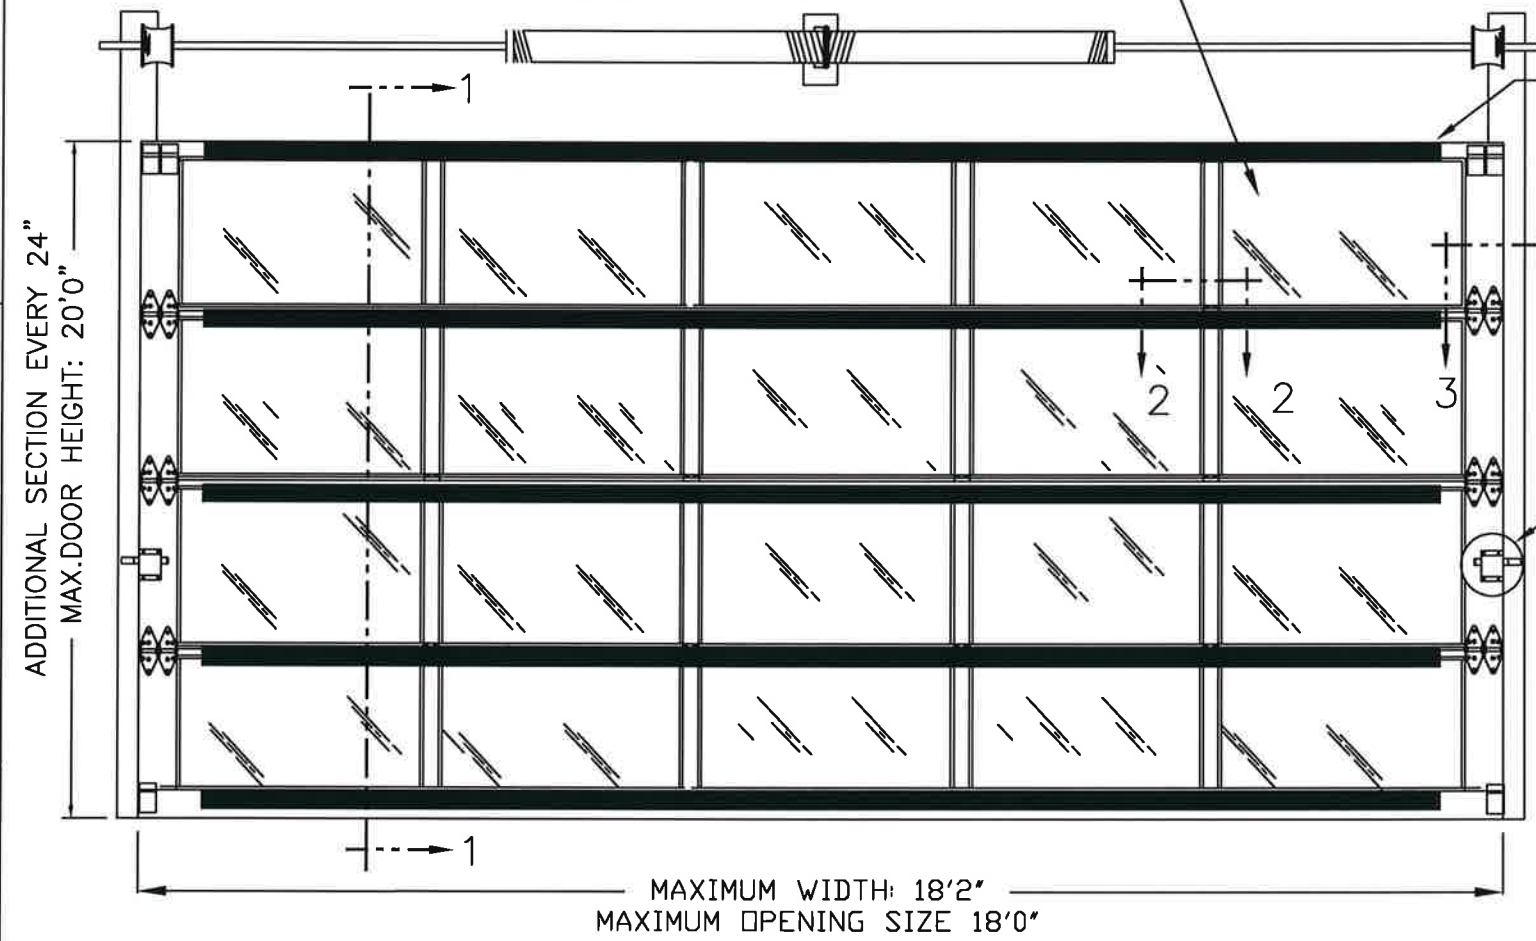 1
ADDITIONAL SECTION EVERY 24"
MAX.DOOR HEIGHT: 20'0"
2
2
3
1
MAXIMUM WIDTH: 18'2"
MAXIMUM OPENING SIZE 18'0"